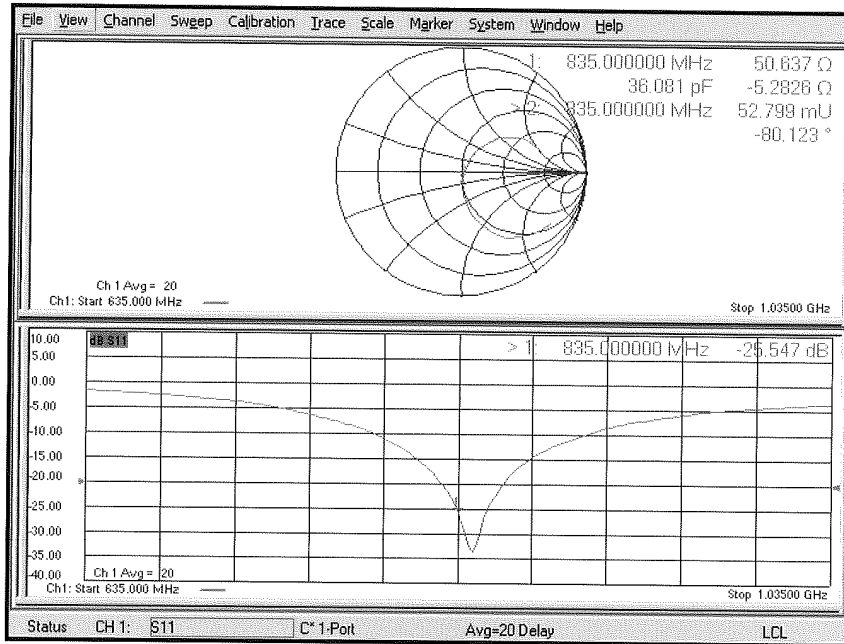 File View Channel Sweep Calibration Trace Scale Marker System Window Help
1: 835.000000 MHz 50.637 Ω
36.081 pF -5.2826 Ω
> 2: 835.000000 MHz 52.799 mU
-80.123 °
Ch 1 Avg = 20
Ch1: Start 635.000 MHz
Stop 1.03500 GHz
10.00
dB S11
> 1: 835.000000 MHz -25.547 dB
5.00
0.00
-5.00
-10.00
-15.00
-20.00
-25.00
-30.00
-35.00
-40.00
Ch 1 Avg = 20
Ch1: Start 635.000 MHz
Stop 1.03500 GHz
Status CH 1: S11 C* 1-Port Avg=20 Delay LCL